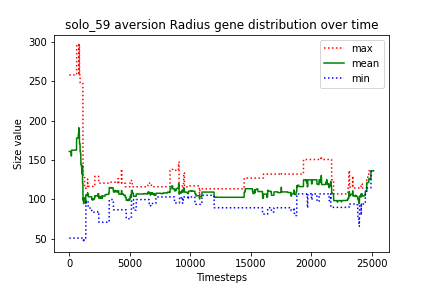 solo_59 aversion Radius gene distribution over time
300
250
200
150
100
50
Size value
max
mean
min
0
5000
10000
15000
20000
25000
Timesteps